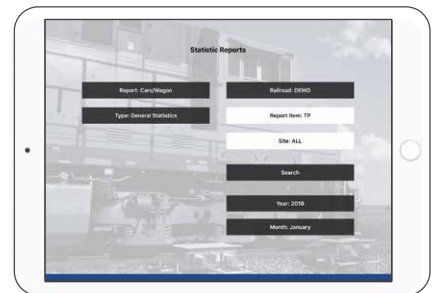 Statistic Reports
Report: Cars/Wagon
Type: General Statistics
Railroad: DEMO
Report Item: TP
Site: ALL
Search
Year: 2018
Month: January